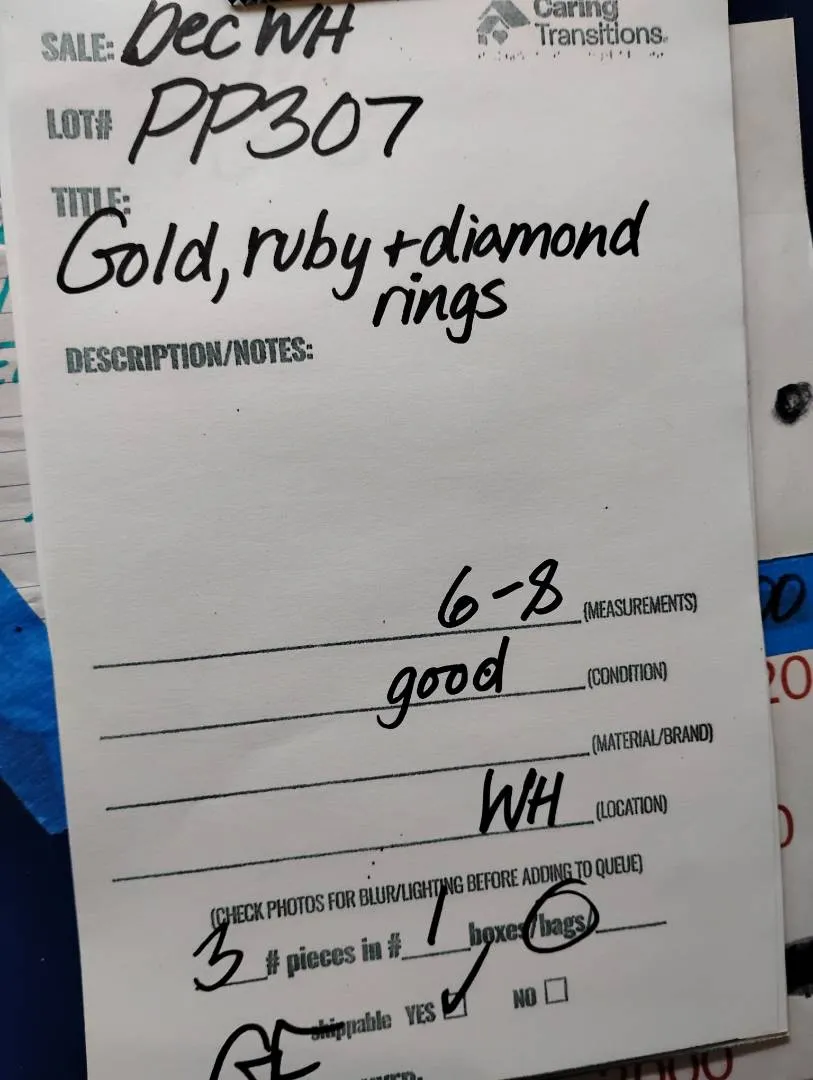 Caring
SALE: Dec WH
Transitions
LOT# PP307
TITLE:
Gold, ruby + diamond
rings
DESCRIPTION/NOTES:
6-8 (MEASUREMENTS)
good (CONDITION)
(MATERIAL/BRAND)
WH (LOCATION)
(CHECK PHOTOS FOR BLUR/LIGHTING BEFORE ADDING TO QUEUE)
3 # pieces in # 1 boxes/bags/
shippable YES NO
20